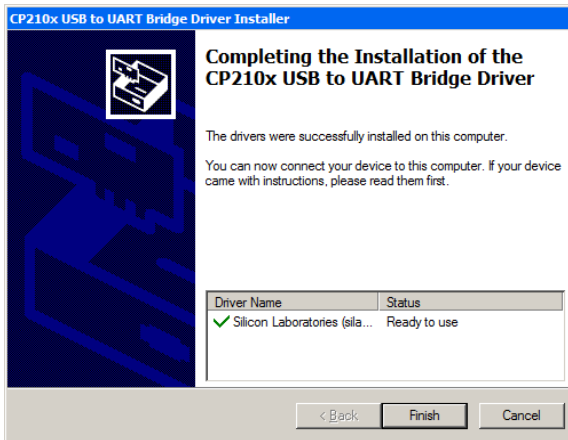 CP210x USB to UART Bridge Driver Installer
Completing the Installation of the
CP210x USB to UART Bridge Driver
The drivers were successfully installed on this computer.
You can now connect your device to this computer. If your device
came with instructions, please read them first.
Driver Name Status
Silicon Laboratories (sila... Ready to use
< Back Finish Cancel